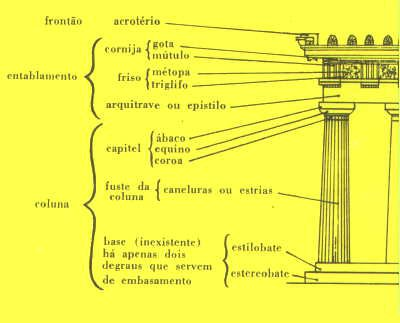 frontão acrotério
cornija gota
mútulo
entablamento
friso métopa
triglifo
arquitrave ou epistilo
capitel ábaco
equino
coroa
fuste da
coluna caneluras ou estrias
coluna
base (inexistente)
há apenas dois
degraus que servem
de embasamento
estilobate
estereobate